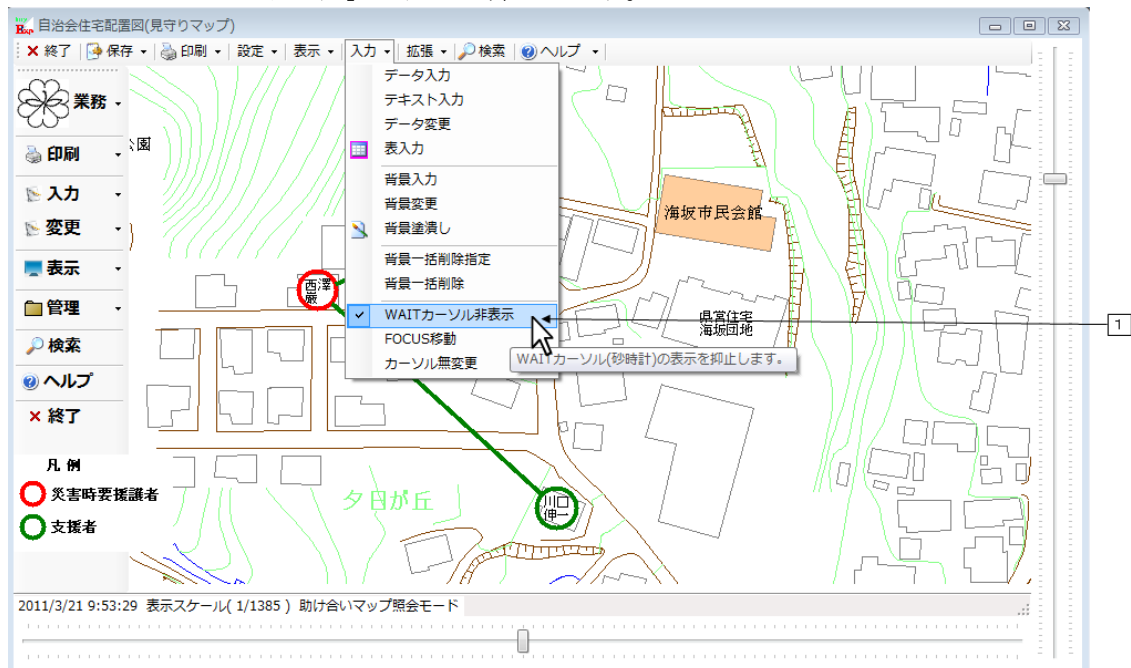 自治会住宅配置図(見守りマップ)
終了 保存 印刷 設定 表示 入力 拡張 検索 ヘルプ
業務
印刷
入力
変更
表示
管理
検索
ヘルプ
終了
凡例
災害時要援護者
支援者
データ入力
テキスト入力
データ変更
表入力
背景入力
背景変更
背景塗潰し
背景一括削除指定
背景一括削除
WAITカーソル非表示
FOCUS移動
カーソル無変更
WAITカーソル(砂時計)の表示を抑止します。
1
公園
海坂市民会館
西澤
巌
県営住宅
海坂団地
夕日が丘
川口
伸一
2011/3/21 9:53:29 表示スケール( 1/1385 ) 助け合いマップ照会モード